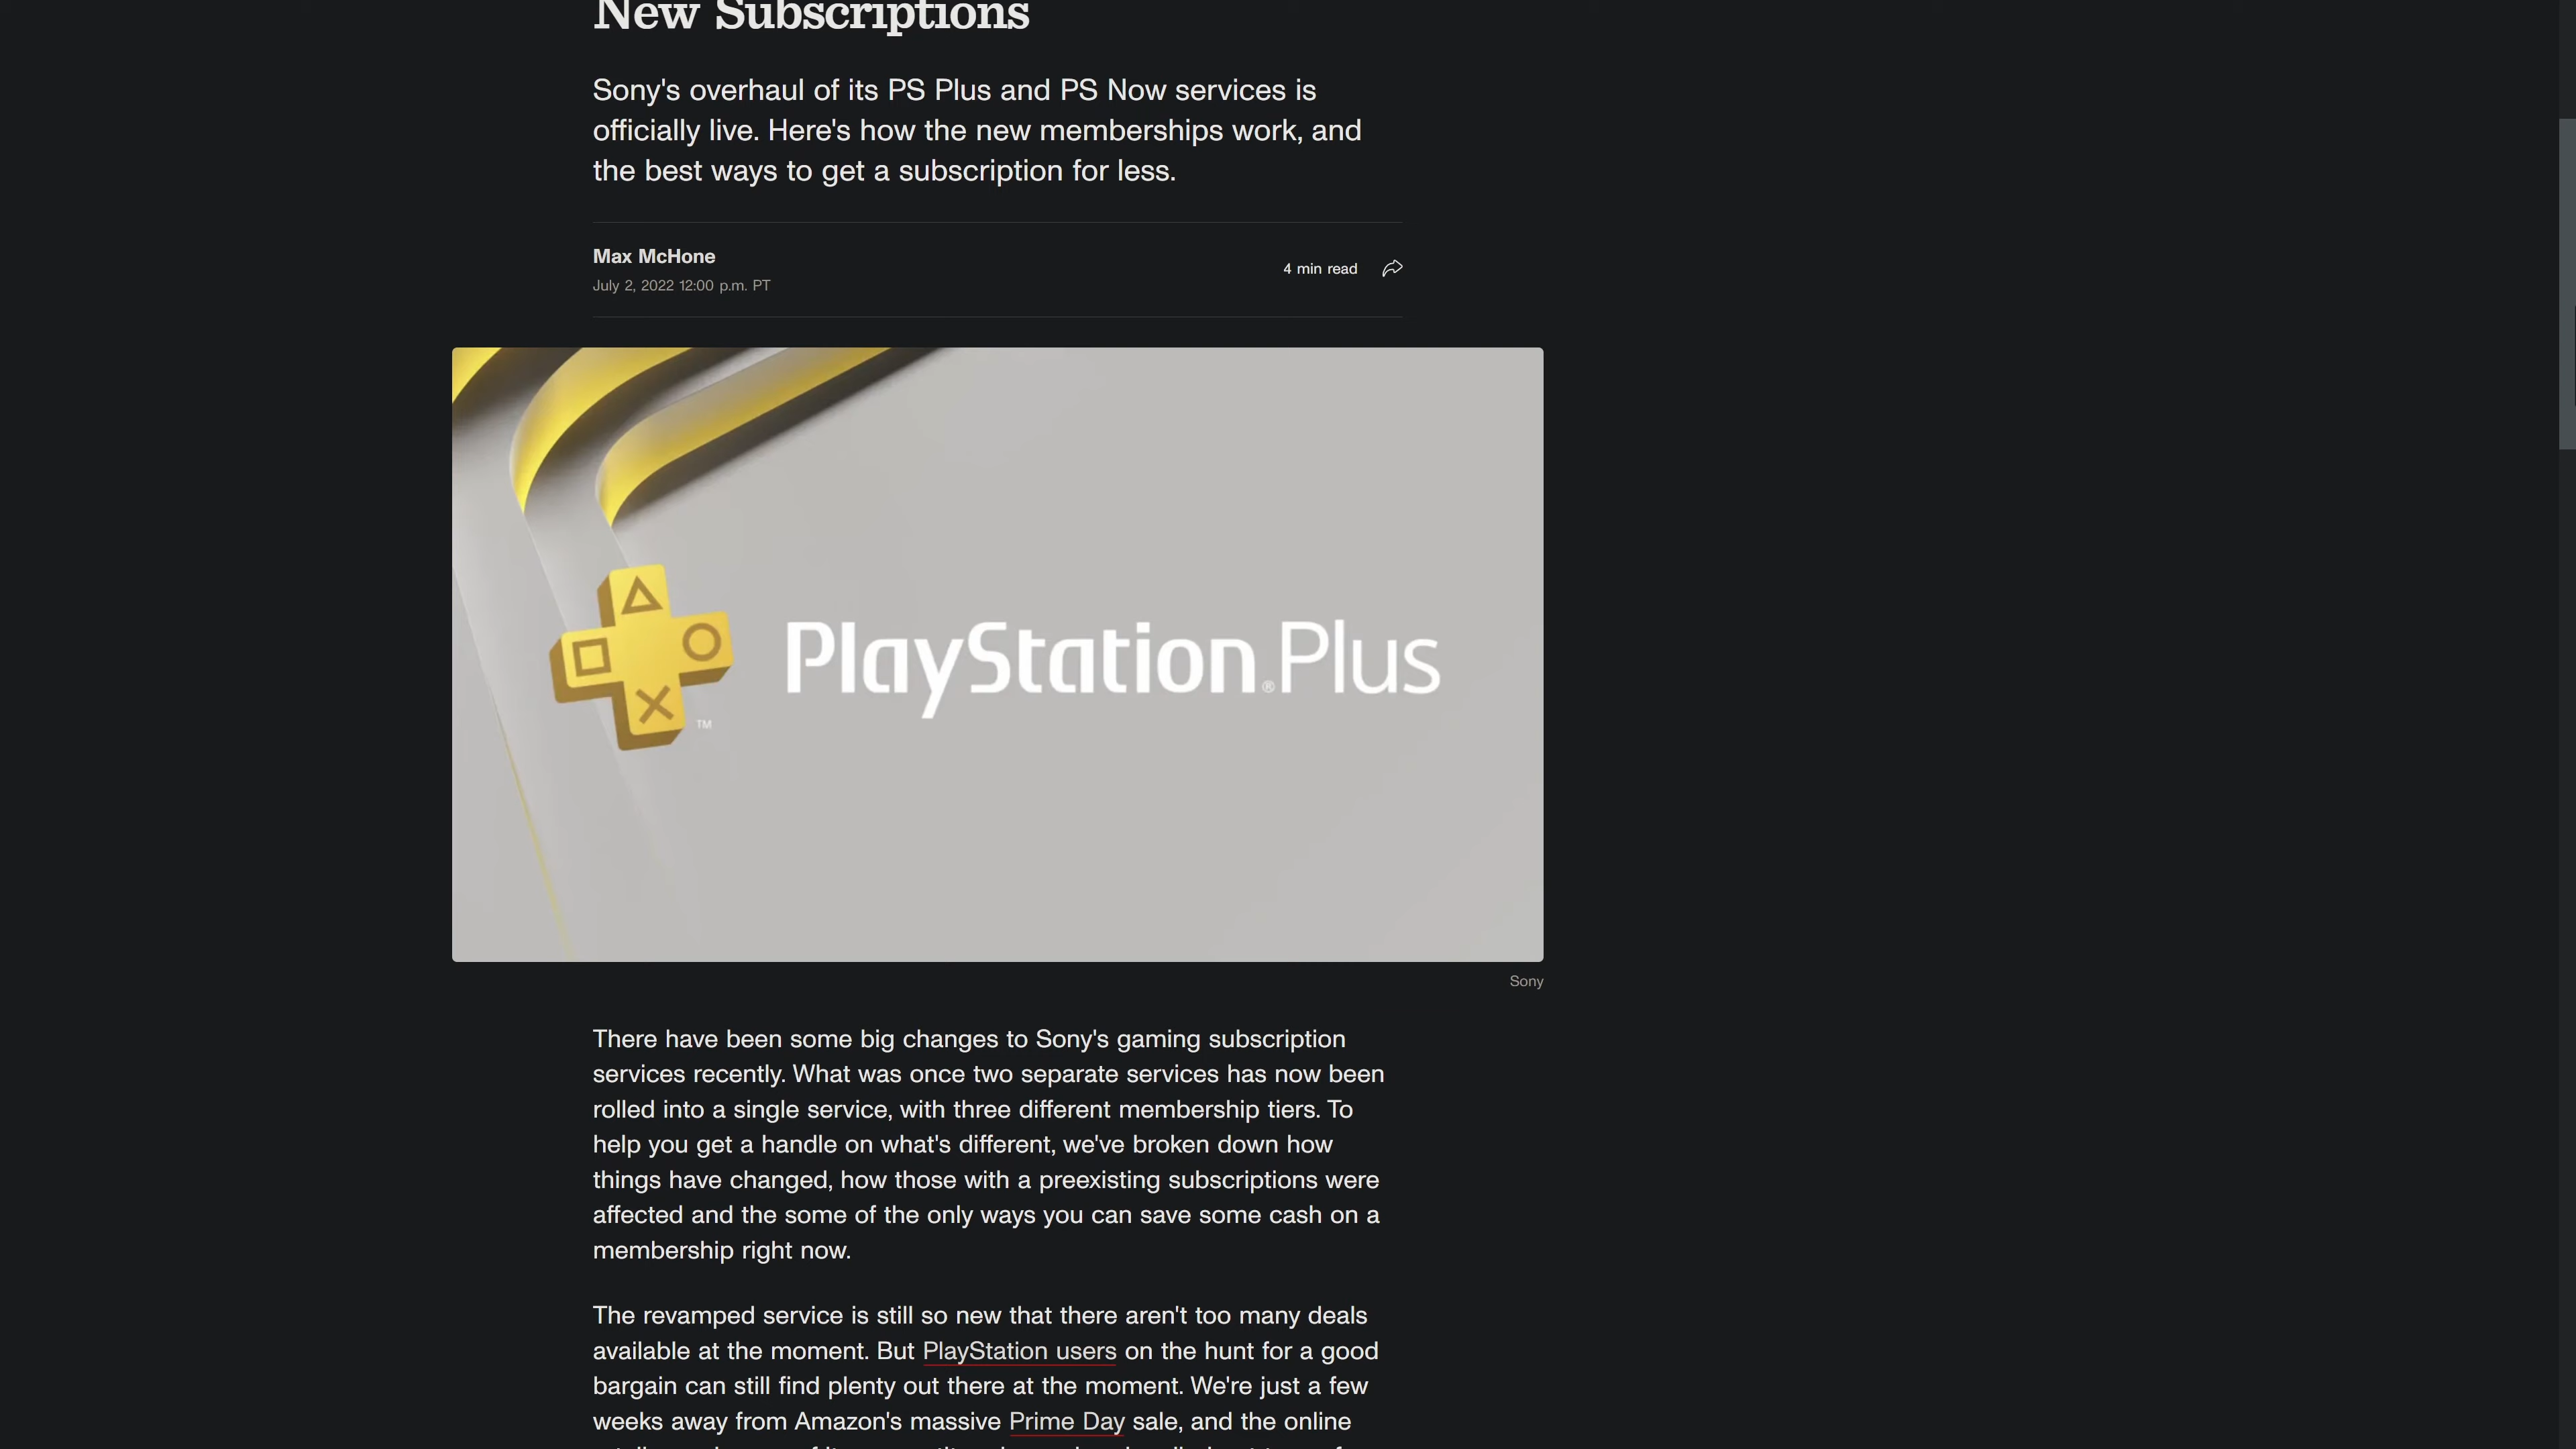 New Subscriptions
Sony's overhaul of its PS Plus and PS Now services is
officially live. Here's how the new memberships work, and
the best ways to get a subscription for less.
Max McHone
July 2, 2022 12:00 p.m. PT
4 min read
PlayStation®Plus
TM
Sony
There have been some big changes to Sony's gaming subscription
services recently. What was once two separate services has now been
rolled into a single service, with three different membership tiers. To
help you get a handle on what's different, we've broken down how
things have changed, how those with a preexisting subscriptions were
affected and the some of the only ways you can save some cash on a
membership right now.
The revamped service is still so new that there aren't too many deals
available at the moment. But PlayStation users on the hunt for a good
bargain can still find plenty out there at the moment. We're just a few
weeks away from Amazon's massive Prime Day sale, and the online